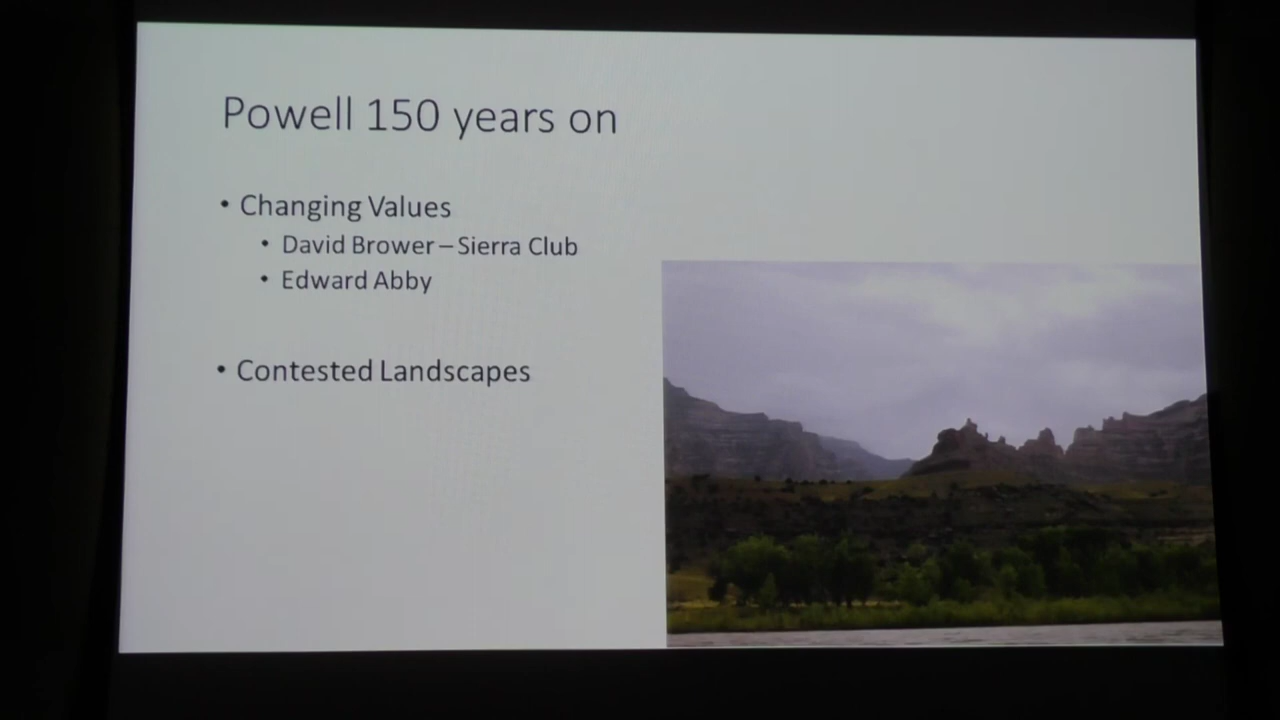 Powell 150 years on
• Changing Values
• David Brower – Sierra Club
• Edward Abby
• Contested Landscapes